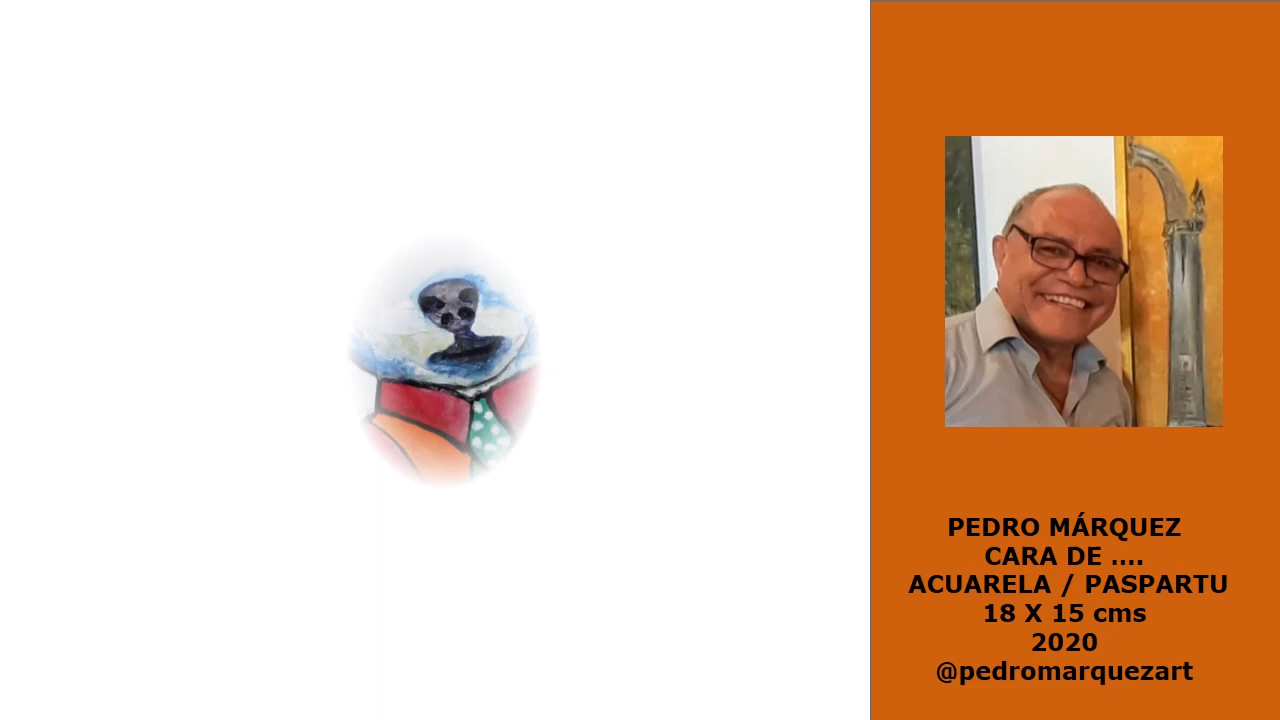 PEDRO MÁRQUEZ
CARA DE ....
ACUARELA / PASPARTU
18 X 15 cms
2020
@pedromarquezart